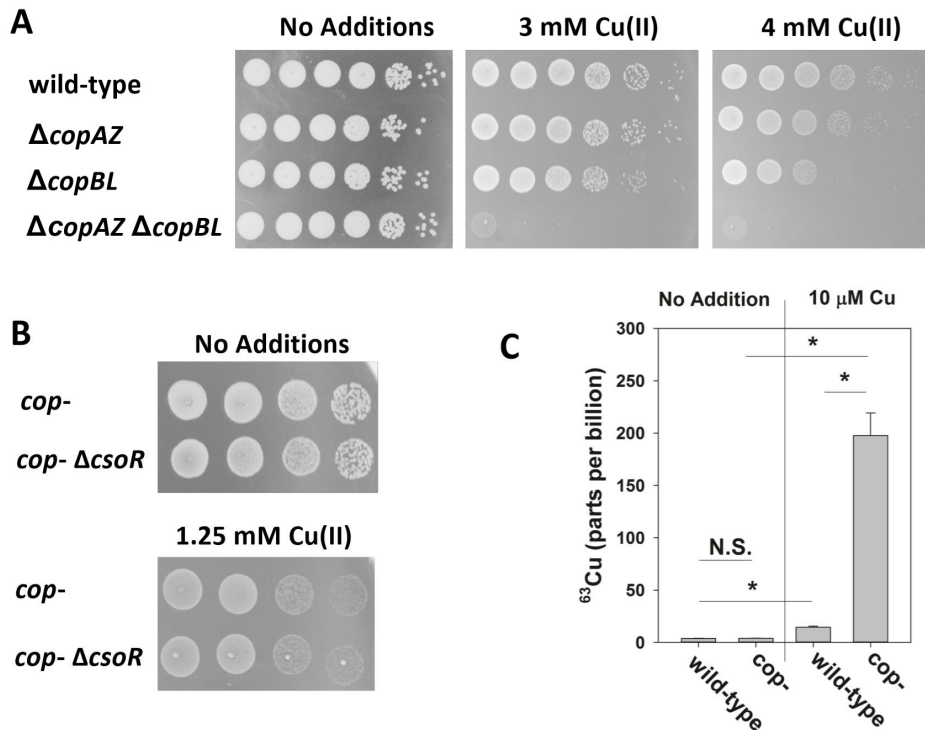 A
No Additions
3 mM Cu(II)
4 mM Cu(II)
wild-type
ΔcopAZ
ΔcopBL
ΔcopAZ ΔcopBL
B
No Additions
cop-
cop- ΔcsoR
1.25 mM Cu(II)
cop-
cop- ΔcsoR
C
No Addition
10 μM Cu
63Cu (parts per billion)
300
250
200
150
100
50
0
N.S.
*
*
*
wild-type
cop-
wild-type
cop-